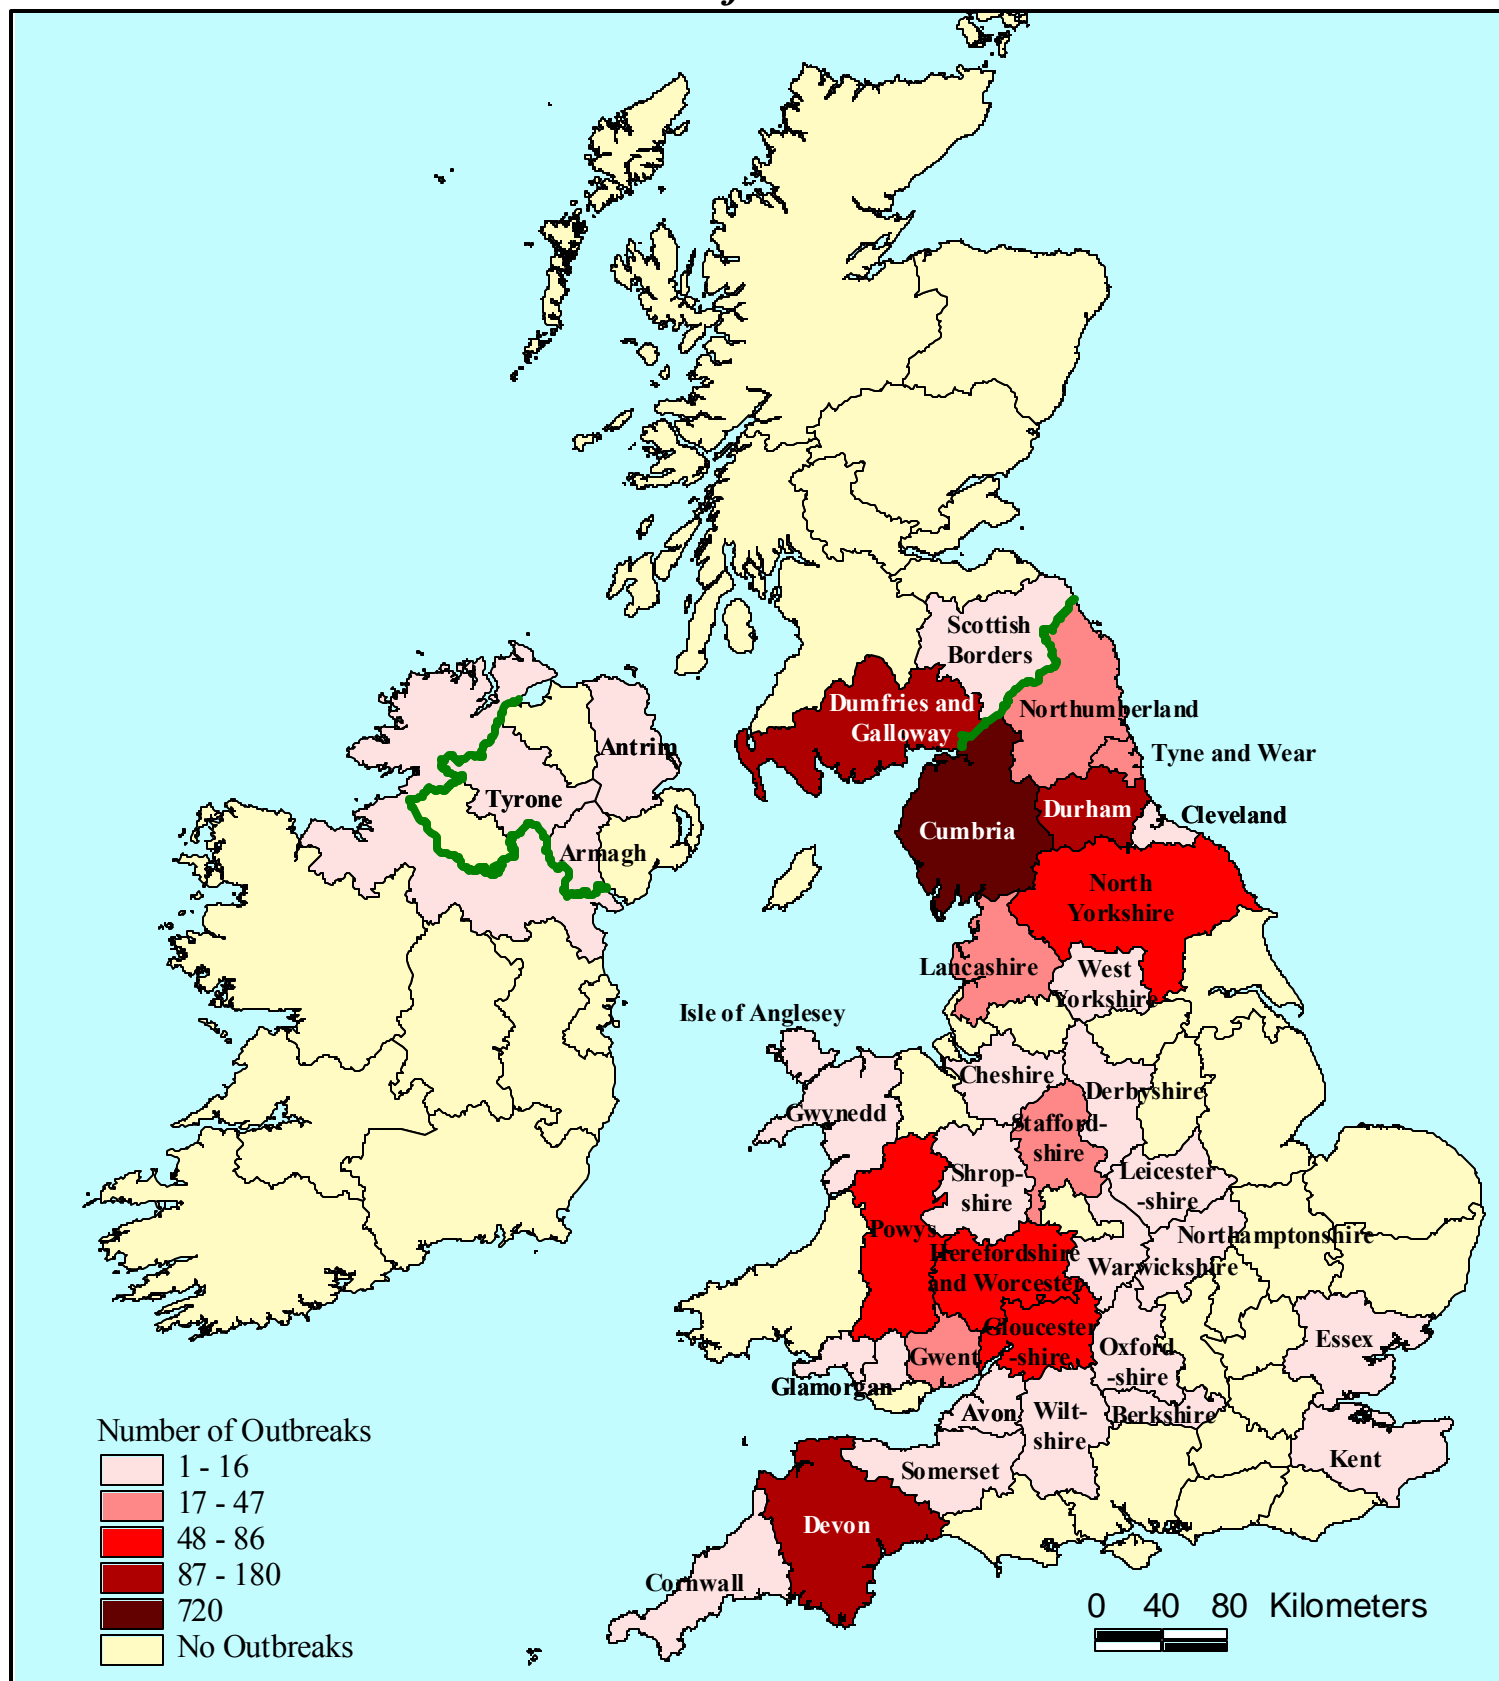 Scottish
Borders
Dumfries and
Galloway
Northumberland
Tyne and Wear
Antrim
Tyrone
Armagh
Durham
Cleveland
Cumbria
North
Yorkshire
Lancashire
West
Yorkshire
Isle of Anglesey
Cheshire
Derbyshire
Gwynedd
Stafford-
shire
Shrop-
shire
Leicester
-shire
Powys
Northamptonshire
Herefordshire
and Worcester
Warwickshire
Gloucester
-shire
Gwent
Oxford
-shire
Essex
Glamorgan
Avon
Wilt-
shire
Berkshire
Kent
Somerset
Devon
Cornwall
Number of Outbreaks
1 - 16
17 - 47
48 - 86
87 - 180
720
No Outbreaks
0 40 80 Kilometers